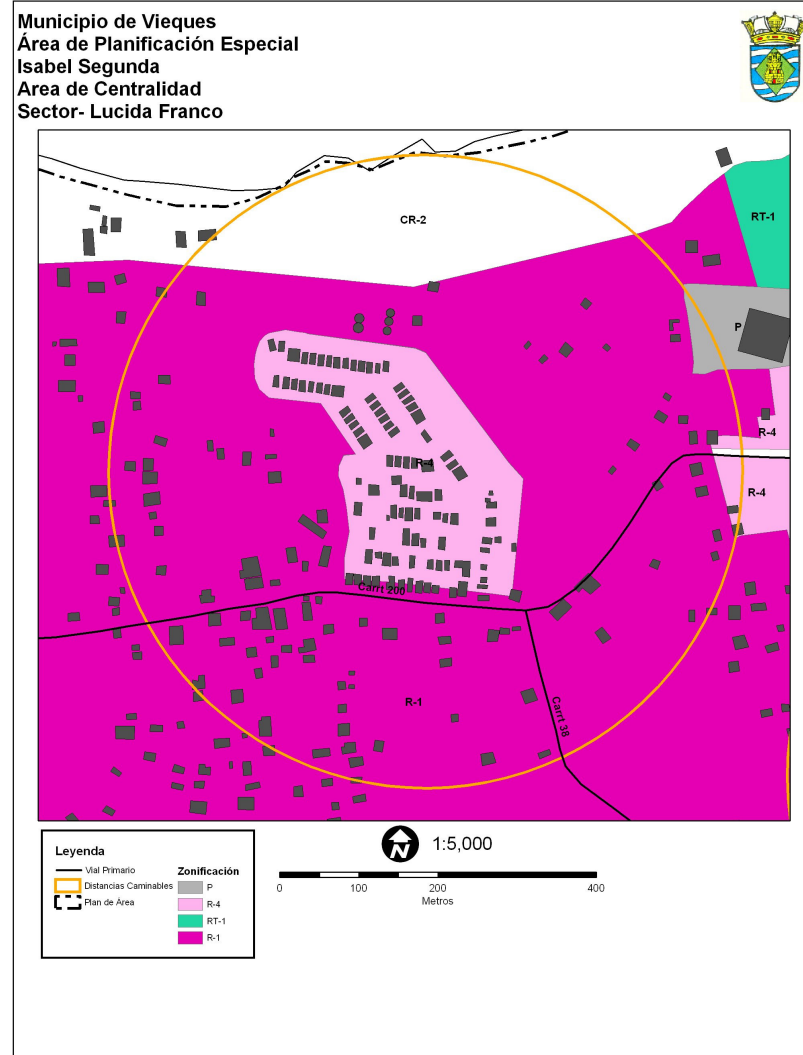 Municipio de Vieques
Área de Planificación Especial
Isabel Segunda
Area de Centralidad
Sector- Lucida Franco
CR-2
RT-1
P
R-4
R-4
R-4
Carrt 200
R-1
Carrt 38
Leyenda
Vial Primario
Distancias Caminables
Plan de Área
Zonificación
P
R-4
RT-1
R-1
N
1:5,000
0 100 200 400
Metros